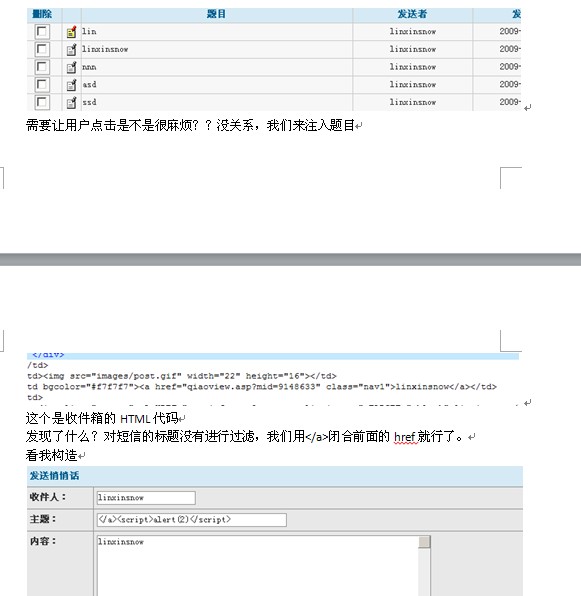 删除 题目 发送者 发
lin linxinsnow 2009-
linxinsnow linxinsnow 2009-
nnn linxinsnow 2009-
asd linxinsnow 2009-
ssd linxinsnow 2009-
需要让用户点击是不是很麻烦？？没关系，我们来注入题目
</div>
/td>
td><img src="images/post.gif" width="22" height="16"></td>
td bgcolor="#f7f7f7"><a href="qiaoview.asp?mid=9148633" class="nav1">linxinsnow</a></td>
td>
这个是收件箱的 HTML 代码
发现了什么？对短信的标题没有进行过滤，我们用</a>闭合前面的 href 就行了。
看我构造
发送悄悄话
收件人： linxinsnow
主题： </a><script>alert(2)</script>
内容： linxinsnow